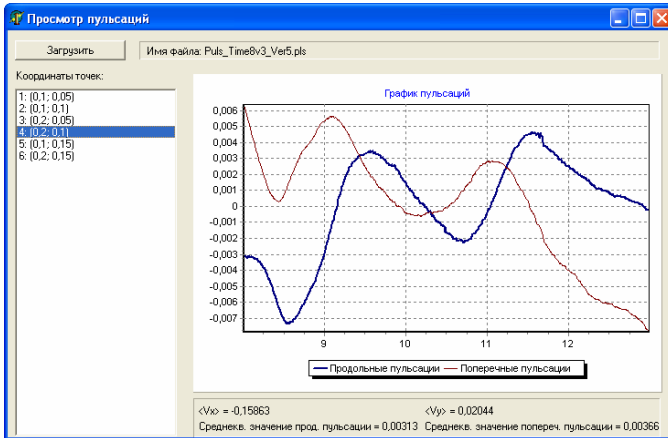 Просмотр пульсаций
Загрузить
Имя файла: Puls_Time8v3_Ver5.pls
Координаты точек:
1: (0,1; 0,05)
2: (0,1; 0,1)
3: (0,2; 0,05)
4: (0,2; 0,1)
5: (0,1; 0,15)
6: (0,2; 0,15)
График пульсаций
0,006
0,005
0,004
0,003
0,002
0,001
0
-0,001
-0,002
-0,003
-0,004
-0,005
-0,006
-0,007
9 10 11 12
Продольные пульсации Поперечные пульсации
<Vx> = -0,15863 <Vy> = 0,02044
Среднекв. значение прод. пульсации = 0,00313 Среднекв. значение попереч. пульсации = 0,00366